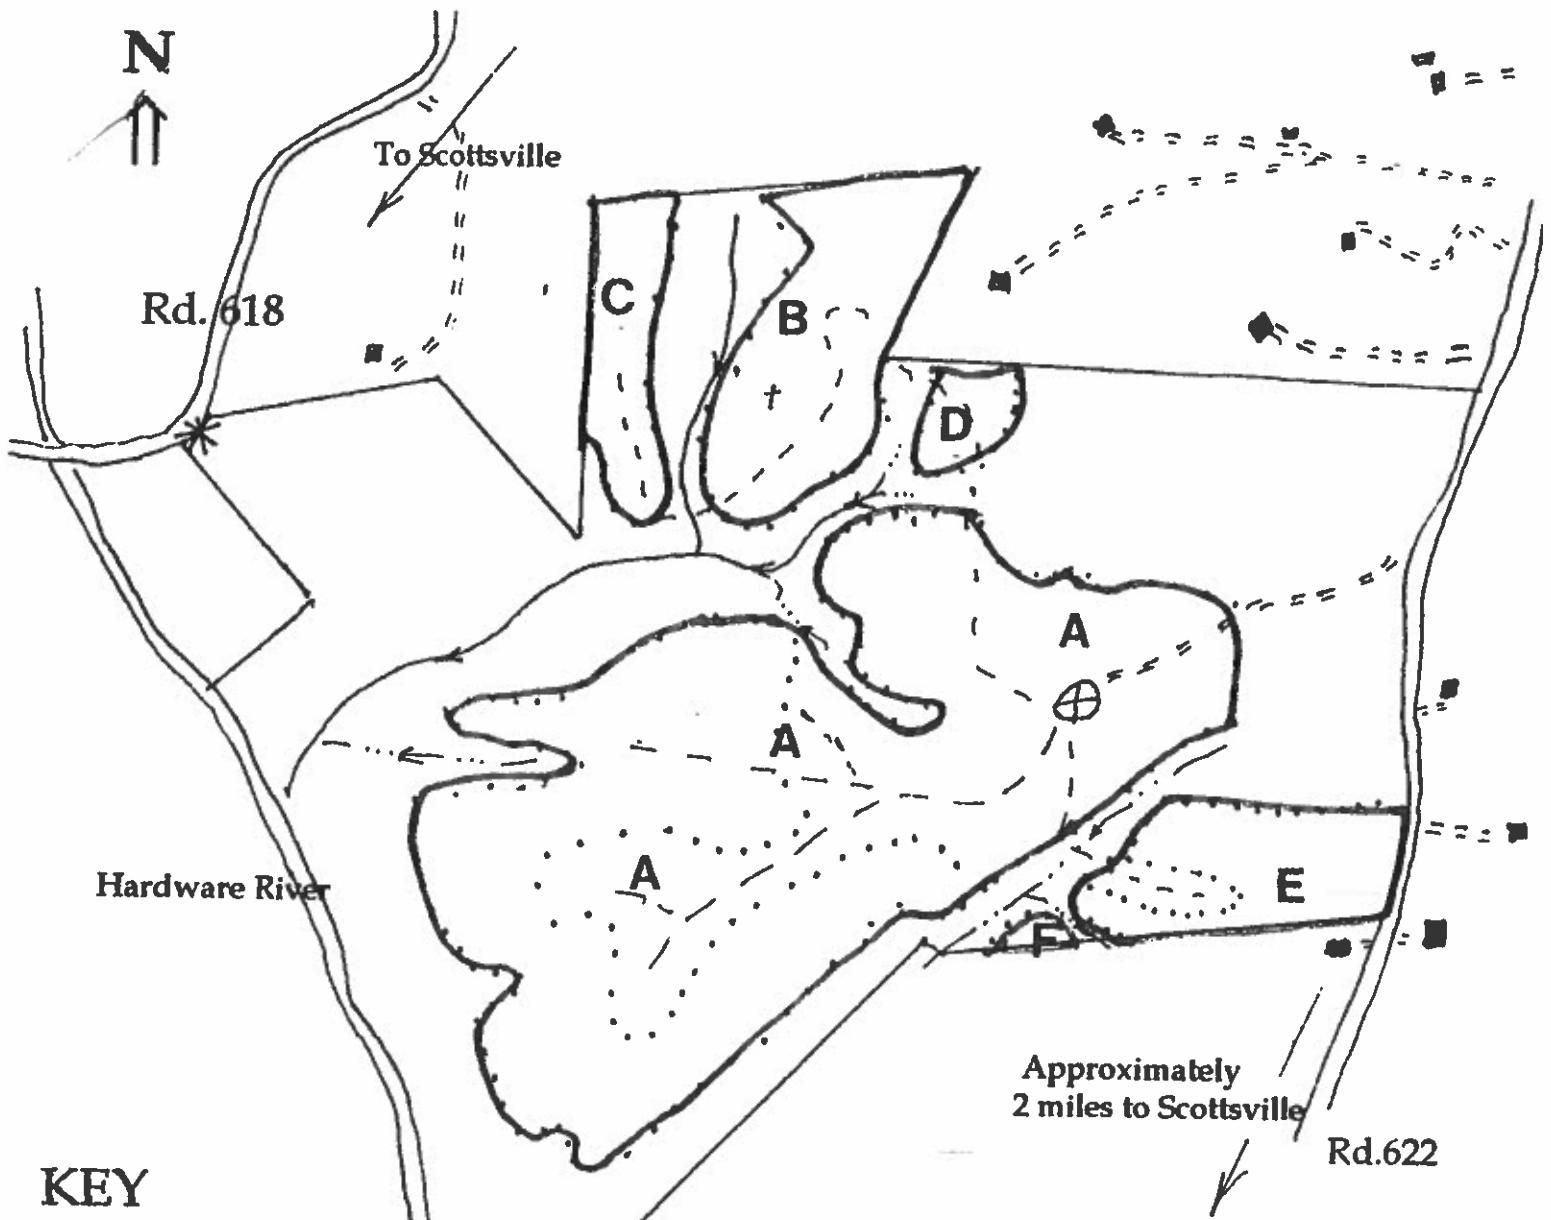 N
To Scottsville
Rd. 618
C
B
D
A
A
A
E
F
Hardware River
Approximately
2 miles to Scottsville
Rd.622
KEY